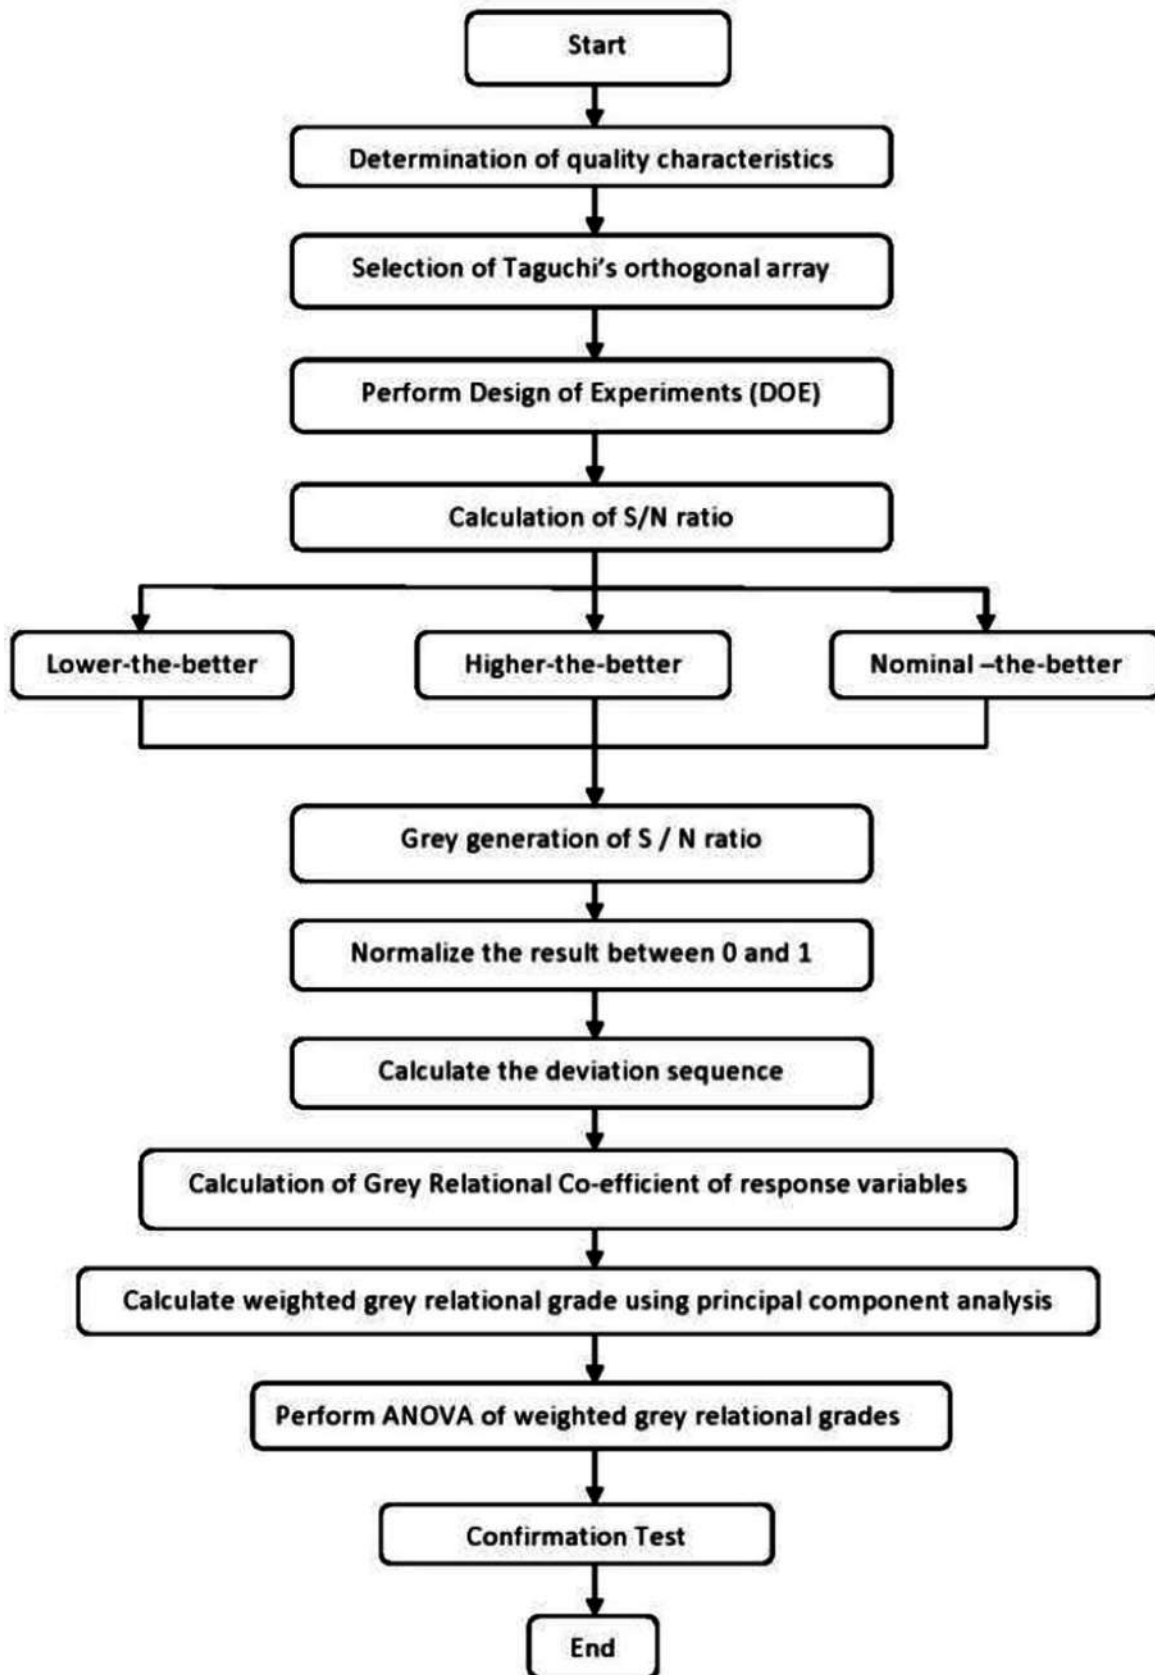 Start
Determination of quality characteristics
Selection of Taguchi's orthogonal array
Perform Design of Experiments (DOE)
Calculation of S/N ratio
Lower-the-better
Higher-the-better
Nominal –the-better
Grey generation of S / N ratio
Normalize the result between 0 and 1
Calculate the deviation sequence
Calculation of Grey Relational Co-efficient of response variables
Calculate weighted grey relational grade using principal component analysis
Perform ANOVA of weighted grey relational grades
Confirmation Test
End